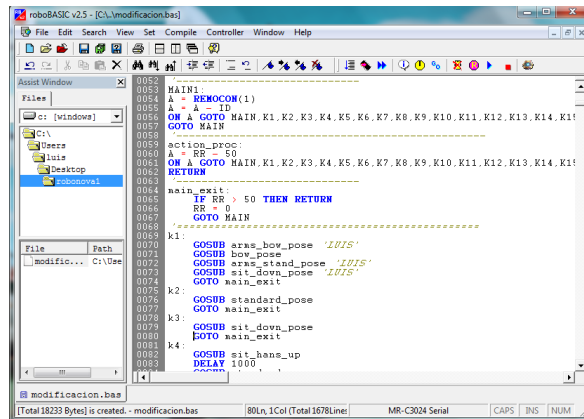 roboBASIC v2.5 - [C:\..\modificacion.bas]
File Edit Search View Set Compile Controller Window Help
Assist Window
Files
c: [windows]
C:\
Users
luis
Desktop
robonova1
File Path
modific... C:\Use
0052 '-------------------------------
0053 MAIN1:
0054 A = REMOCON(1)
0055 A = A - ID
0056 ON A GOTO MAIN,K1,K2,K3,K4,K5,K6,K7,K8,K9,K10,K11,K12,K13,K14,K15
0057 GOTO MAIN
0058 '-------------------------------
0059 action_proc:
0060 A = RR - 50
0061 ON A GOTO MAIN,K1,K2,K3,K4,K5,K6,K7,K8,K9,K10,K11,K12,K13,K14,K15
0062 RETURN
0063 '-------------------------------
0064 main_exit:
0065 IF RR > 50 THEN RETURN
0066 RR = 0
0067 GOTO MAIN
0068 '===============================
0069 k1:
0070 GOSUB arms_bow_pose 'LUIS'
0071 GOSUB bow_pose
0072 GOSUB arms_stand_pose 'LUIS'
0073 GOSUB sit_down_pose 'LUIS'
0074 GOTO main_exit
0075 k2:
0076 GOSUB standard_pose
0077 GOTO main_exit
0078 k3:
0079 GOSUB sit_down_pose
0080 GOTO main_exit
0081 k4:
0082 GOSUB sit_hans_up
0083 DELAY 1000
modificacion.bas
[Total 18233 Bytes] is created. - modificacion.bas 80Ln, 1Col (Total 1678Line: MR-C3024 Serial CAPS INS NUM